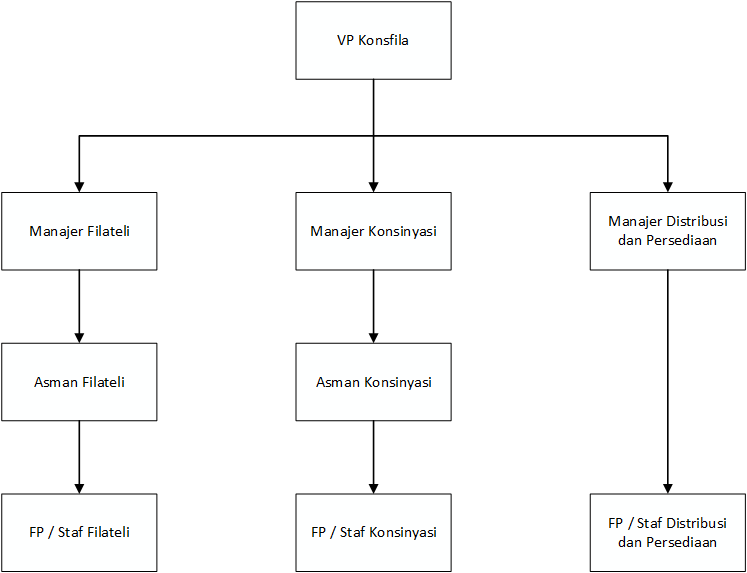 VP Konsfila
Manajer Filateli
Manajer Konsinyasi
Manajer Distribusi
dan Persediaan
Asman Filateli
Asman Konsinyasi
FP / Staf Filateli
FP / Staf Konsinyasi
FP / Staf Distribusi
dan Persediaan